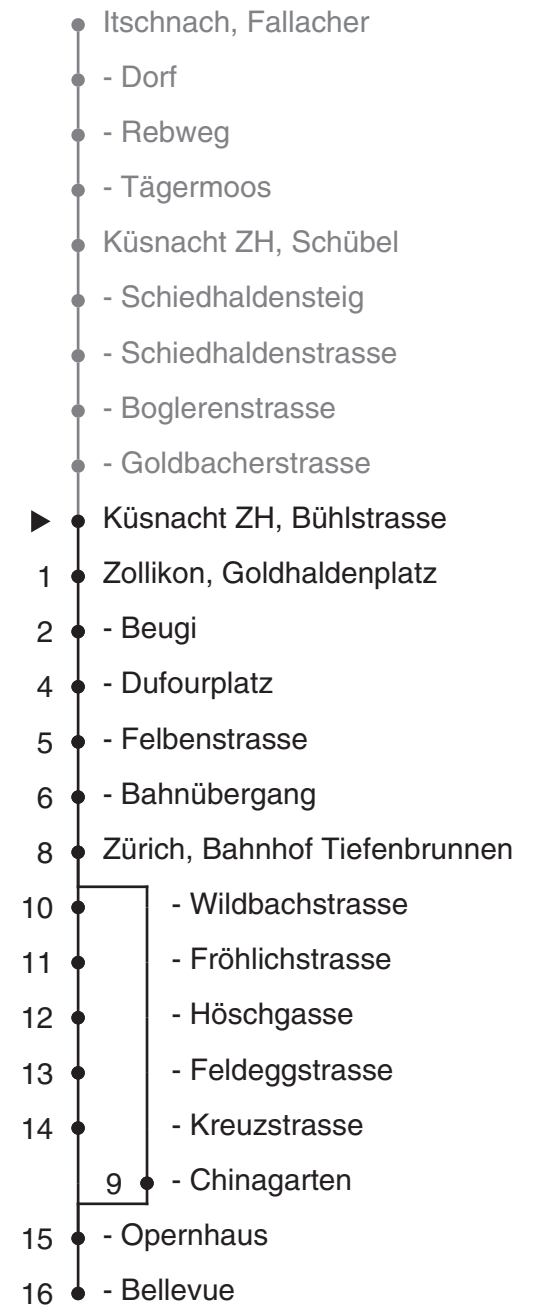 Itschnach, Fallacher
- Dorf
- Rebweg
- Tägermoos
Küsnacht ZH, Schübel
- Schiedhaldensteig
- Schiedhaldenstrasse
- Boglerenstrasse
- Goldbacherstrasse
Küsnacht ZH, Bühlstrasse
1 Zollikon, Goldhaldenplatz
2 - Beugi
4 - Dufourplatz
5 - Felbenstrasse
6 - Bahnübergang
8 Zürich, Bahnhof Tiefenbrunnen
10 - Wildbachstrasse
11 - Fröhlichstrasse
12 - Höschgasse
13 - Feldeggstrasse
14 - Kreuzstrasse
9 - Chinagarten
15 - Opernhaus
16 - Bellevue